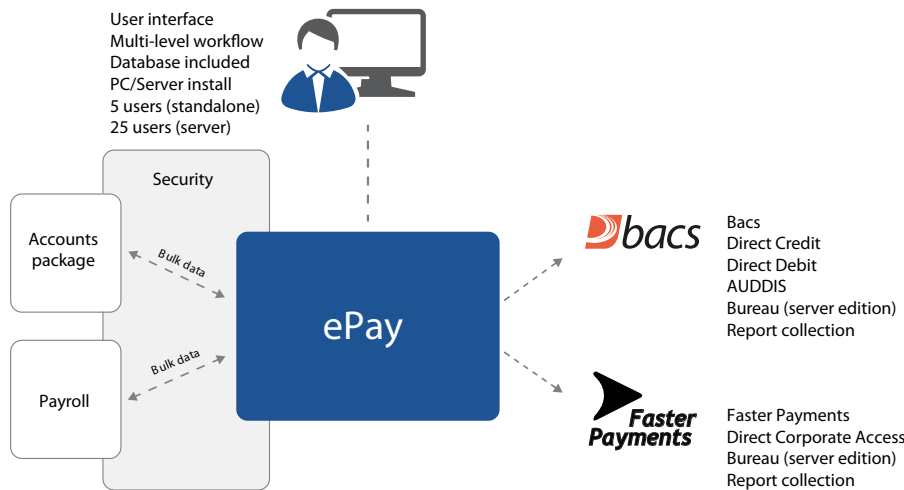 User interface
Multi-level workflow
Database included
PC/Server install
5 users (standalone)
25 users (server)
Security
Accounts
package
Bulk data
Payroll
Bulk data
ePay
bacs
Bacs
Direct Credit
Direct Debit
AUDDIS
Bureau (server edition)
Report collection
Faster
Payments
Faster Payments
Direct Corporate Access
Bureau (server edition)
Report collection